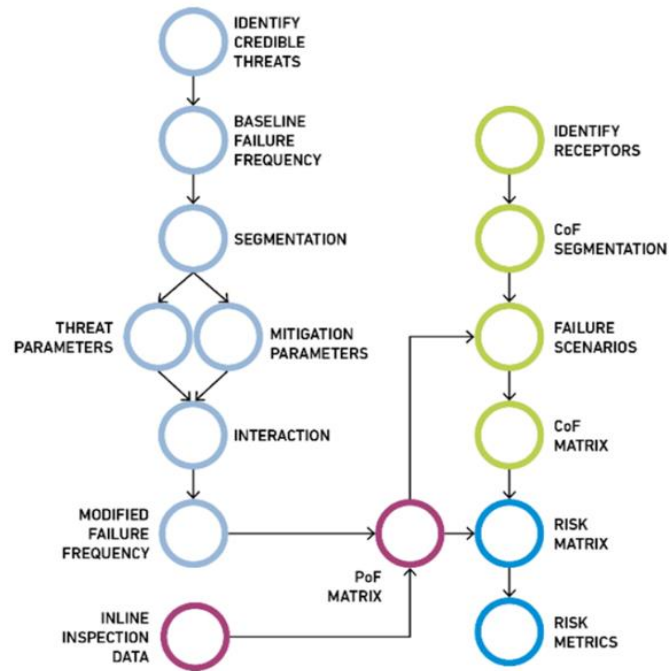 IDENTIFY
CREDIBLE
THREATS
BASELINE
FAILURE
FREQUENCY
SEGMENTATION
THREAT
PARAMETERS
MITIGATION
PARAMETERS
INTERACTION
MODIFIED
FAILURE
FREQUENCY
INLINE
INSPECTION
DATA
PoF
MATRIX
IDENTIFY
RECEPTORS
CoF
SEGMENTATION
FAILURE
SCENARIOS
CoF
MATRIX
RISK
MATRIX
RISK
METRICS